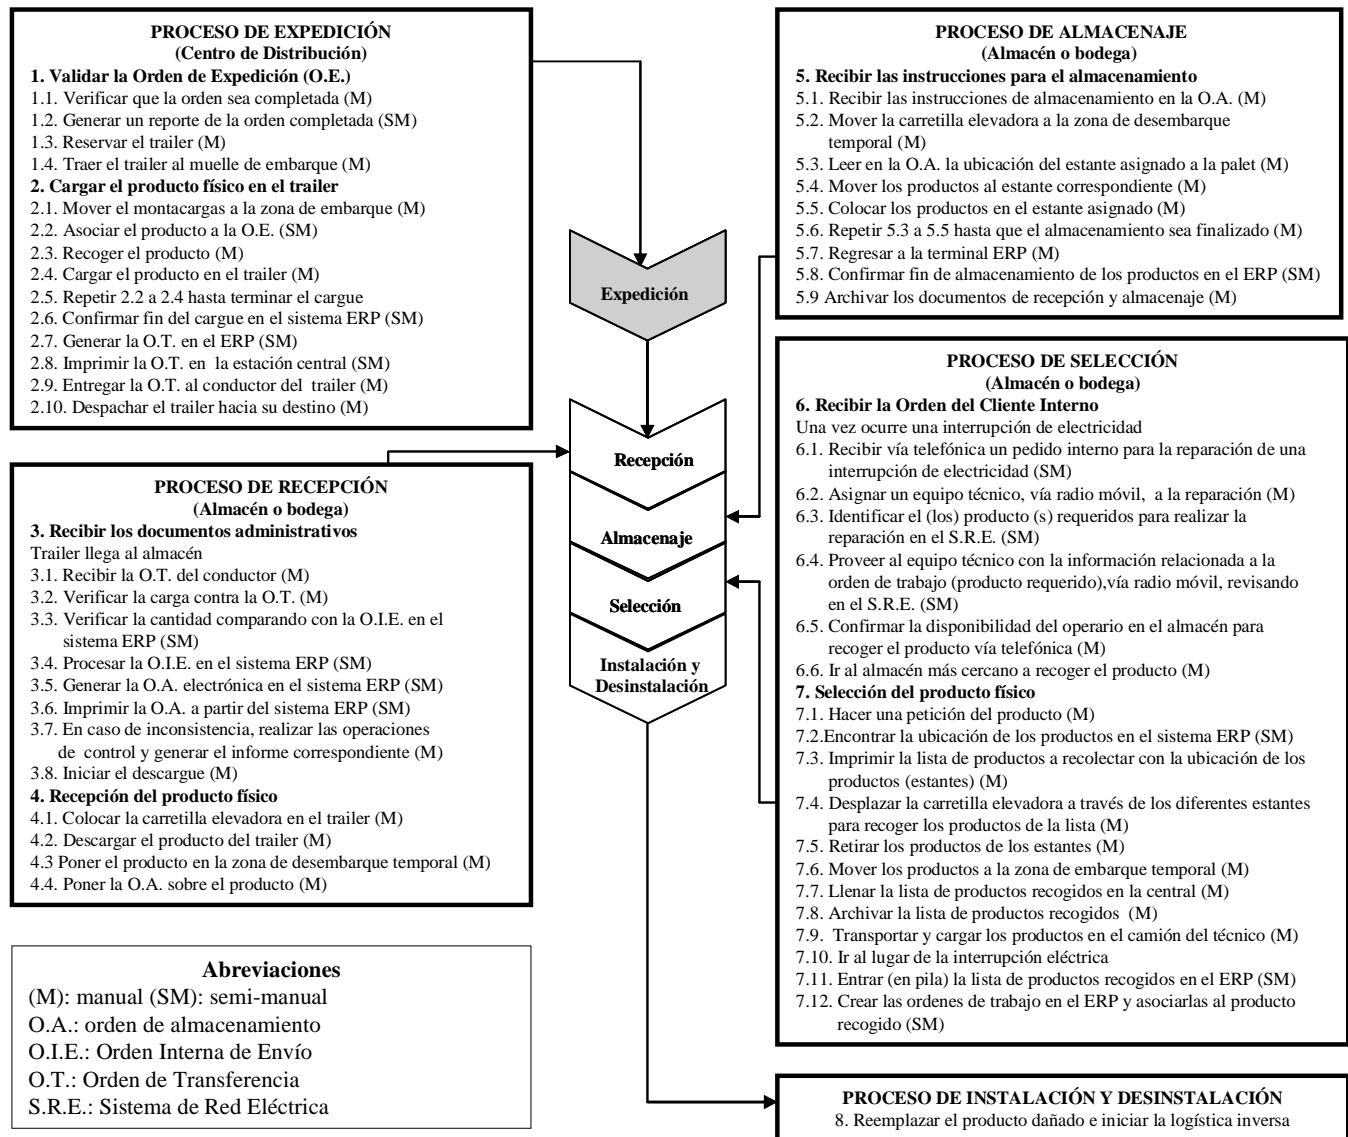 PROCESO DE EXPEDICIÓN
(Centro de Distribución)
1. Validar la Orden de Expedición (O.E.)
1.1. Verificar que la orden sea completada (M)
1.2. Generar un reporte de la orden completada (SM)
1.3. Reservar el trailer (M)
1.4. Traer el trailer al muelle de embarque (M)
2. Cargar el producto físico en el trailer
2.1. Mover el montacargas a la zona de embarque (M)
2.2. Asociar el producto a la O.E. (SM)
2.3. Recoger el producto (M)
2.4. Cargar el producto en el trailer (M)
2.5. Repetir 2.2 a 2.4 hasta terminar el cargue
2.6. Confirmar fin del cargue en el sistema ERP (SM)
2.7. Generar la O.T. en el ERP (SM)
2.8. Imprimir la O.T. en la estación central (SM)
2.9. Entregar la O.T. al conductor del trailer (M)
2.10. Despachar el trailer hacia su destino (M)
PROCESO DE RECEPCIÓN
(Almacén o bodega)
3. Recibir los documentos administrativos
Trailer llega al almacén
3.1. Recibir la O.T. del conductor (M)
3.2. Verificar la carga contra la O.T. (M)
3.3. Verificar la cantidad comparando con la O.I.E. en el
sistema ERP (SM)
3.4. Procesar la O.I.E. en el sistema ERP (SM)
3.5. Generar la O.A. electrónica en el sistema ERP (SM)
3.6. Imprimir la O.A. a partir del sistema ERP (SM)
3.7. En caso de inconsistencia, realizar las operaciones
de control y generar el informe correspondiente (M)
3.8. Iniciar el descargue (M)
4. Recepción del producto físico
4.1. Colocar la carretilla elevadora en el trailer (M)
4.2. Descargar el producto del trailer (M)
4.3 Poner el producto en la zona de desembarque temporal (M)
4.4. Poner la O.A. sobre el producto (M)
Abreviaciones
(M): manual (SM): semi-manual
O.A.: orden de almacenamiento
O.I.E.: Orden Interna de Envío
O.T.: Orden de Transferencia
S.R.E.: Sistema de Red Eléctrica
Expedición
Recepción
Almacenaje
Selección
Instalación y
Desinstalación
PROCESO DE ALMACENAJE
(Almacén o bodega)
5. Recibir las instrucciones para el almacenamiento
5.1. Recibir las instrucciones de almacenamiento en la O.A. (M)
5.2. Mover la carretilla elevadora a la zona de desembarque
temporal (M)
5.3. Leer en la O.A. la ubicación del estante asignado a la palet (M)
5.4. Mover los productos al estante correspondiente (M)
5.5. Colocar los productos en el estante asignado (M)
5.6. Repetir 5.3 a 5.5 hasta que el almacenamiento sea finalizado (M)
5.7. Regresar a la terminal ERP (M)
5.8. Confirmar fin de almacenamiento de los productos en el ERP (SM)
5.9 Archivar los documentos de recepción y almacenaje (M)
PROCESO DE SELECCIÓN
(Almacén o bodega)
6. Recibir la Orden del Cliente Interno
Una vez ocurre una interrupción de electricidad
6.1. Recibir vía telefónica un pedido interno para la reparación de una
interrupción de electricidad (SM)
6.2. Asignar un equipo técnico, vía radio móvil, a la reparación (M)
6.3. Identificar el (los) producto (s) requeridos para realizar la
reparación en el S.R.E. (SM)
6.4. Proveer al equipo técnico con la información relacionada a la
orden de trabajo (producto requerido),vía radio móvil, revisando
en el S.R.E. (SM)
6.5. Confirmar la disponibilidad del operario en el almacén para
recoger el producto vía telefónica (M)
6.6. Ir al almacén más cercano a recoger el producto (M)
7. Selección del producto físico
7.1. Hacer una petición del producto (M)
7.2.Encontrar la ubicación de los productos en el sistema ERP (SM)
7.3. Imprimir la lista de productos a recolectar con la ubicación de los
productos (estantes) (M)
7.4. Desplazar la carretilla elevadora a través de los diferentes estantes
para recoger los productos de la lista (M)
7.5. Retirar los productos de los estantes (M)
7.6. Mover los productos a la zona de embarque temporal (M)
7.7. Llenar la lista de productos recogidos en la central (M)
7.8. Archivar la lista de productos recogidos (M)
7.9. Transportar y cargar los productos en el camión del técnico (M)
7.10. Ir al lugar de la interrupción eléctrica
7.11. Entrar (en pila) la lista de productos recogidos en el ERP (SM)
7.12. Crear las ordenes de trabajo en el ERP y asociarlas al producto
recogido (SM)
PROCESO DE INSTALACIÓN Y DESINSTALACIÓN
8. Reemplazar el producto dañado e iniciar la logística inversa